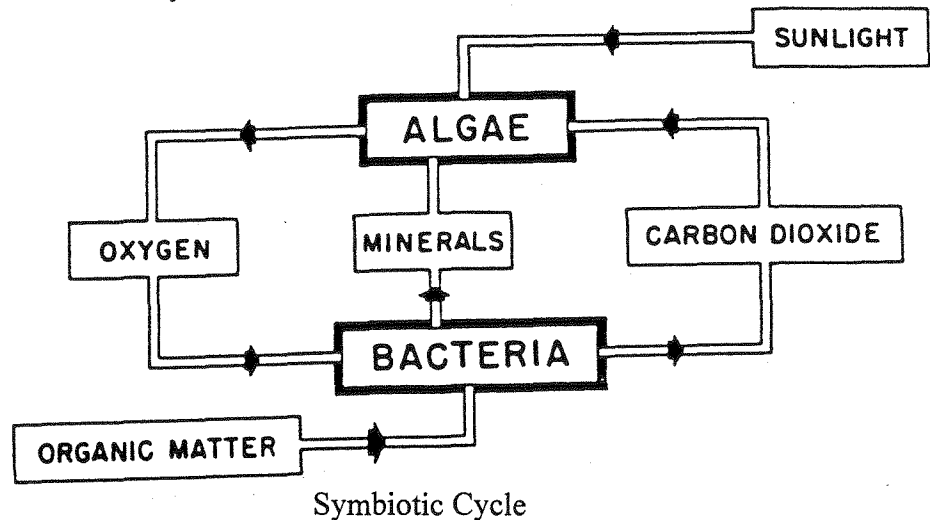 SUNLIGHT
ALGAE
OXYGEN
MINERALS
CARBON DIOXIDE
BACTERIA
ORGANIC MATTER
Symbiotic Cycle